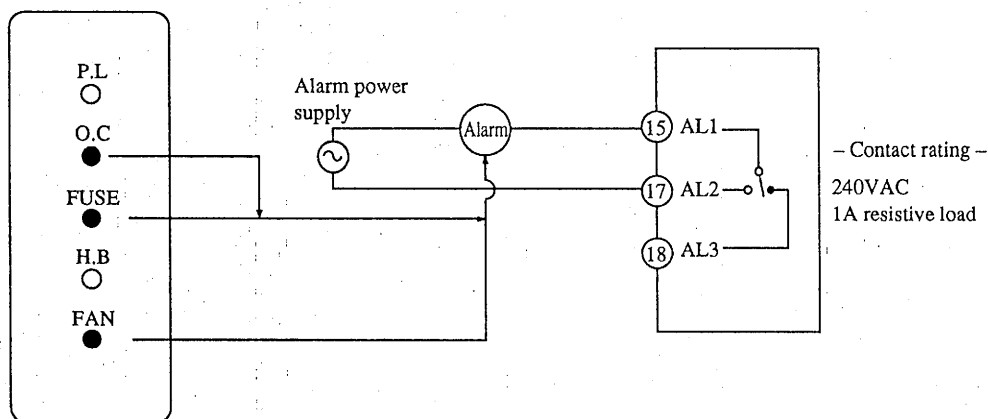 P.L
O.C
FUSE
H.B
FAN
Alarm power
supply
Alarm
15 AL1
17 AL2
18 AL3
– Contact rating –
240VAC
1A resistive load